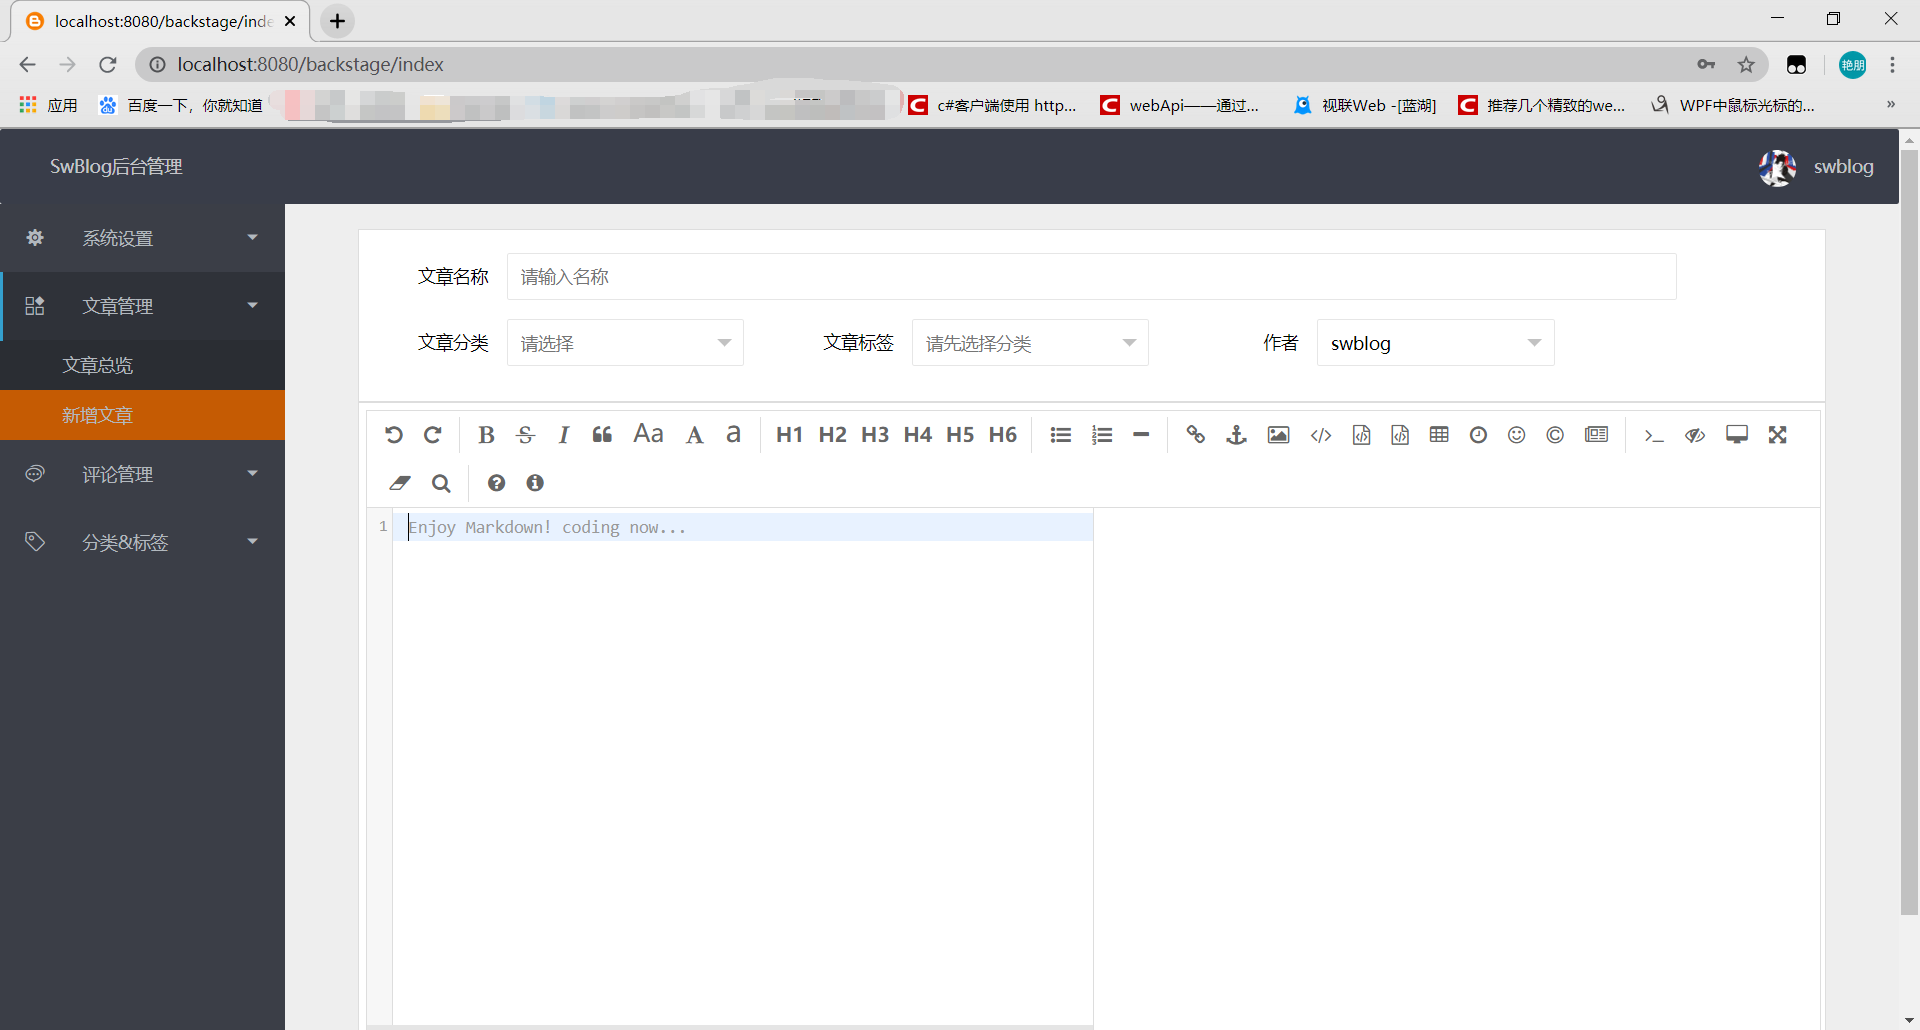 localhost:8080/backstage/inde
localhost:8080/backstage/index
艳朋
应用
百度一下，你就知道
c#客户端使用 http...
webApi——通过...
视联Web -[蓝湖]
推荐几个精致的we...
WPF中鼠标光标的...
»
SwBlog后台管理
swblog
系统设置
文章管理
文章总览
新增文章
评论管理
分类&标签
文章名称
请输入名称
文章分类
请选择
文章标签
请先选择分类
作者
swblog
B S I Aa A a H1 H2 H3 H4 H5 H6
1
Enjoy Markdown! coding now...